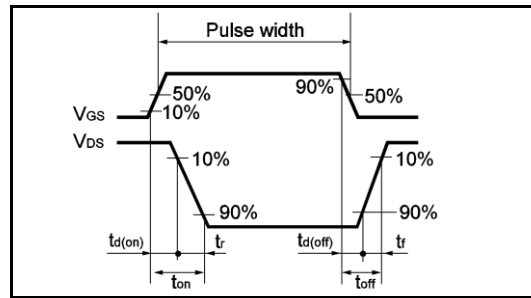 Pulse width
90%
50%
50%
10%
VGS
VDS
10%
10%
90%
90%
td(on)
tr
td(off)
tf
ton
toff